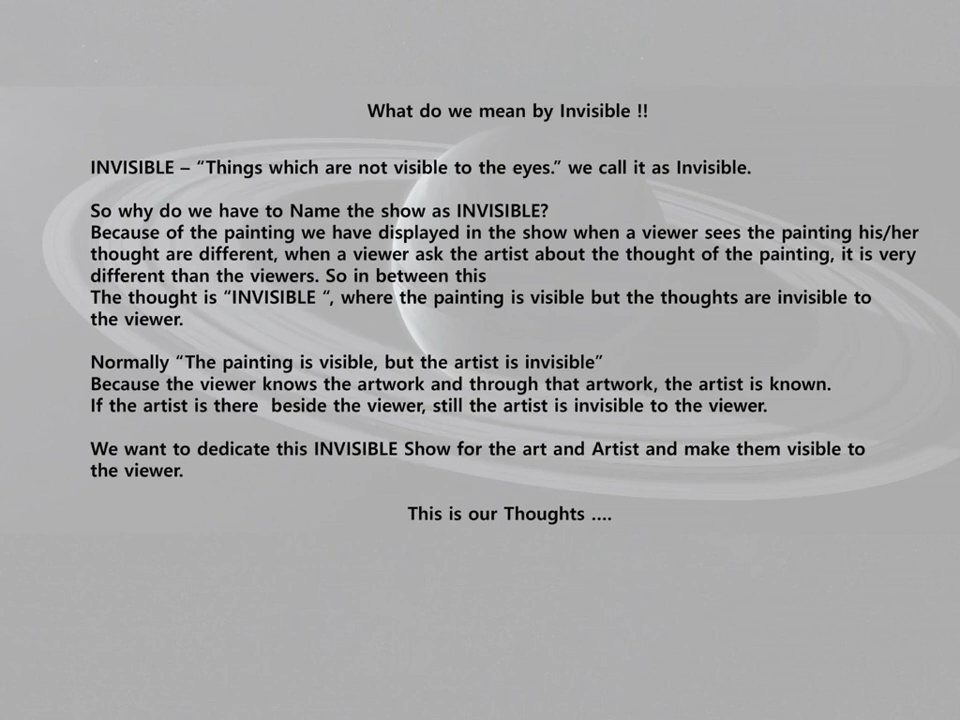 What do we mean by Invisible !!
INVISIBLE – “Things which are not visible to the eyes.” we call it as Invisible.
So why do we have to Name the show as INVISIBLE?
Because of the painting we have displayed in the show when a viewer sees the painting his/her
thought are different, when a viewer ask the artist about the thought of the painting, it is very
different than the viewers. So in between this
The thought is “INVISIBLE “, where the painting is visible but the thoughts are invisible to
the viewer.
Normally “The painting is visible, but the artist is invisible”
Because the viewer knows the artwork and through that artwork, the artist is known.
If the artist is there  beside the viewer, still the artist is invisible to the viewer.
We want to dedicate this INVISIBLE Show for the art and Artist and make them visible to
the viewer.
This is our Thoughts ....